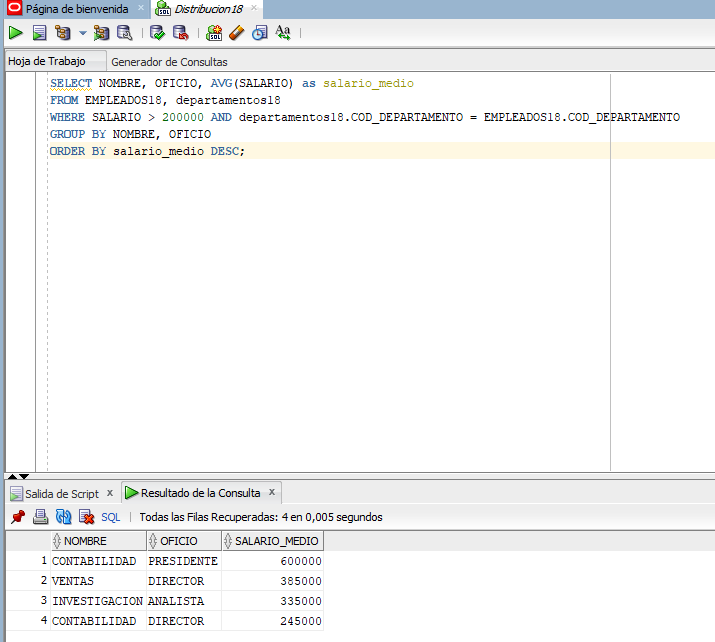 Página de bienvenida × Distribucion18 ×
SQL SQL Aa
Hoja de Trabajo Generador de Consultas
SELECT NOMBRE, OFICIO, AVG(SALARIO) as salario_medio
FROM EMPLEADOS18, departamentos18
WHERE SALARIO > 200000 AND departamentos18.COD_DEPARTAMENTO = EMPLEADOS18.COD_DEPARTAMENTO
GROUP BY NOMBRE, OFICIO
ORDER BY salario_medio DESC;
Salida de Script × Resultado de la Consulta ×
SQL | Todas las Filas Recuperadas: 4 en 0,005 segundos
NOMBRE OFICIO SALARIO_MEDIO
1 CONTABILIDAD PRESIDENTE 600000
2 VENTAS DIRECTOR 385000
3 INVESTIGACION ANALISTA 335000
4 CONTABILIDAD DIRECTOR 245000